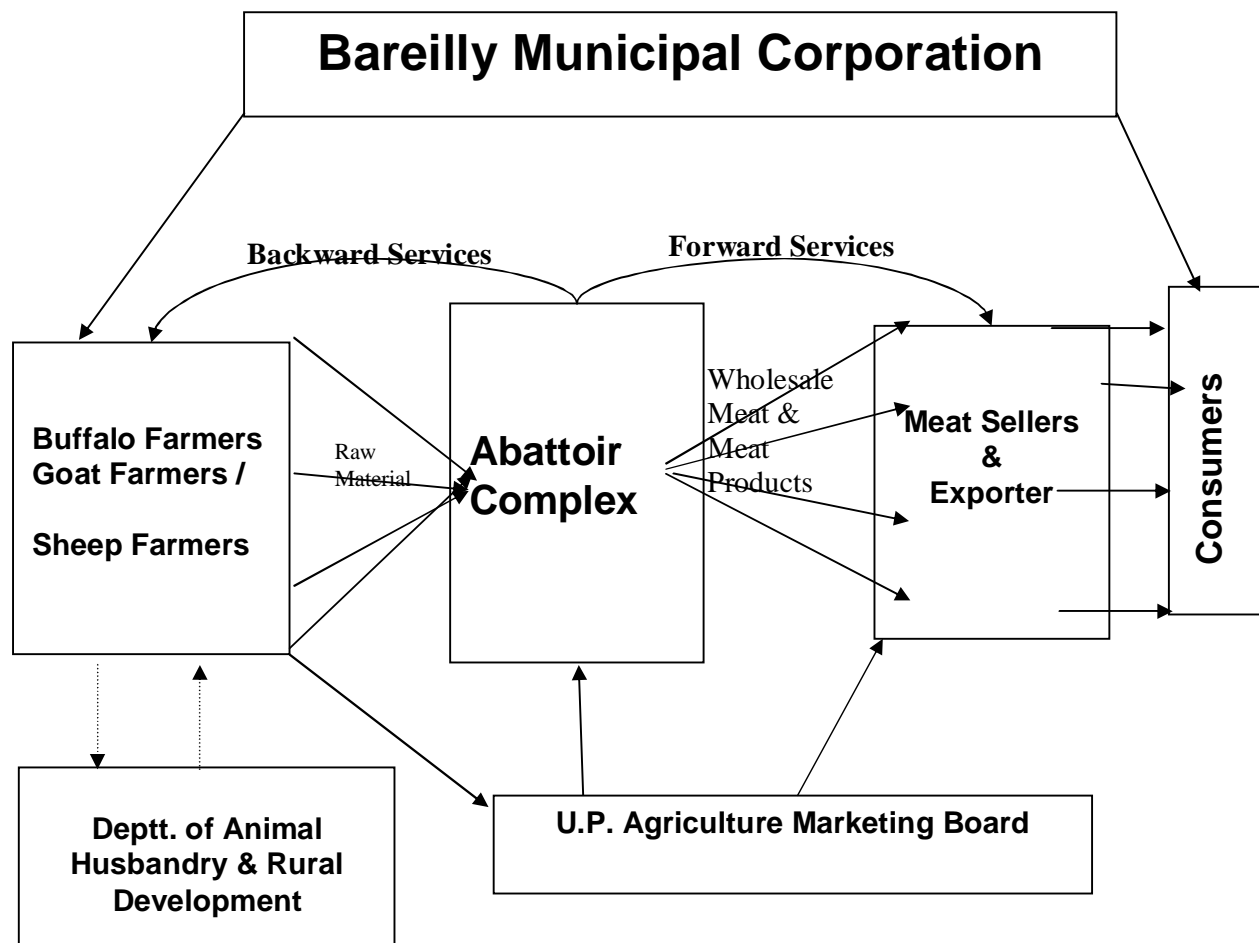 Bareilly Municipal Corporation
Backward Services
Forward Services
Buffalo Farmers
Goat Farmers /
Sheep Farmers
Raw
Material
Abattoir
Complex
Wholesale
Meat &
Meat
Products
Meat Sellers
&
Exporter
Consumers
Deptt. of Animal
Husbandry & Rural
Development
U.P. Agriculture Marketing Board